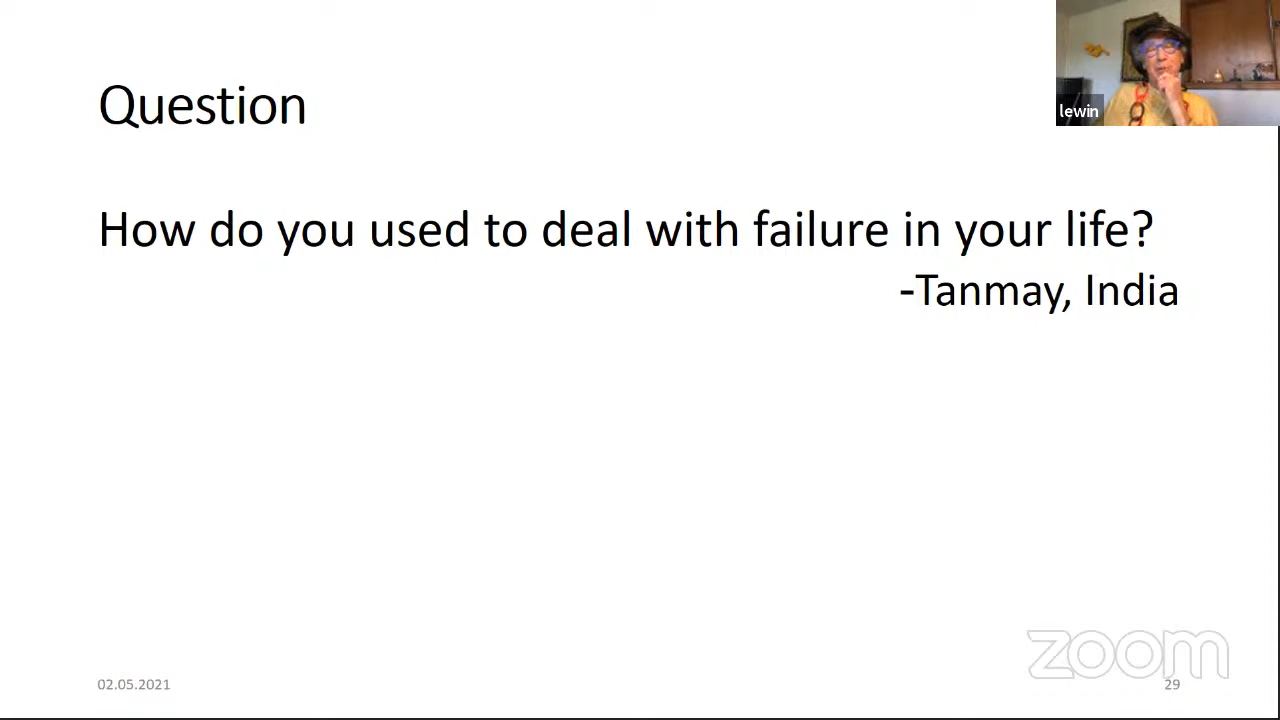 lewin
Question
How do you used to deal with failure in your life?
-Tanmay, India
zoom
02.05.2021
29